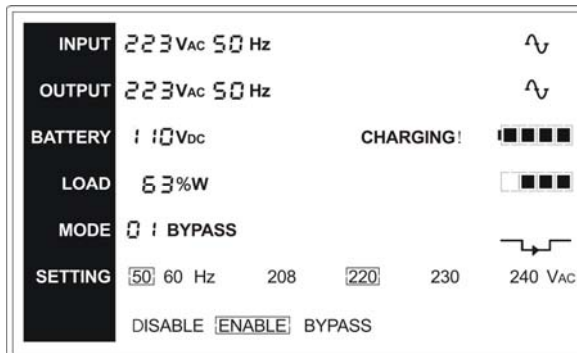 INPUT 223 VAC 50 Hz
OUTPUT 223 VAC 50 Hz
BATTERY 110 VDC CHARGING!
LOAD 63 %W
MODE 01 BYPASS
SETTING 50 60 Hz 208 220 230 240 VAC
DISABLE ENABLE BYPASS